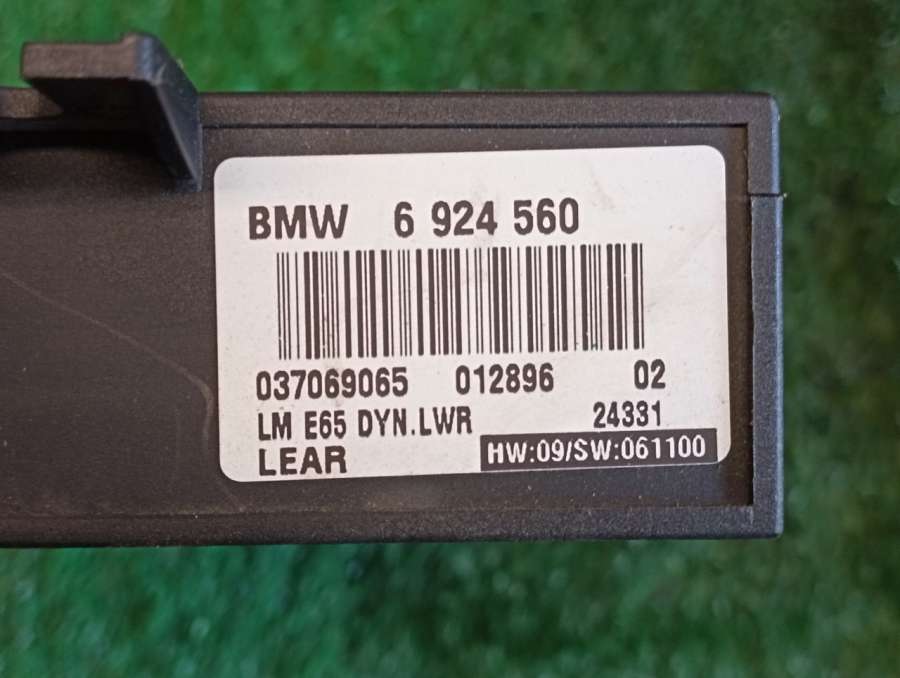 BMW 6 924 560
037069065 012896 02
LM E65 DYN.LWR 24331
LEAR HW:09/SW:061100